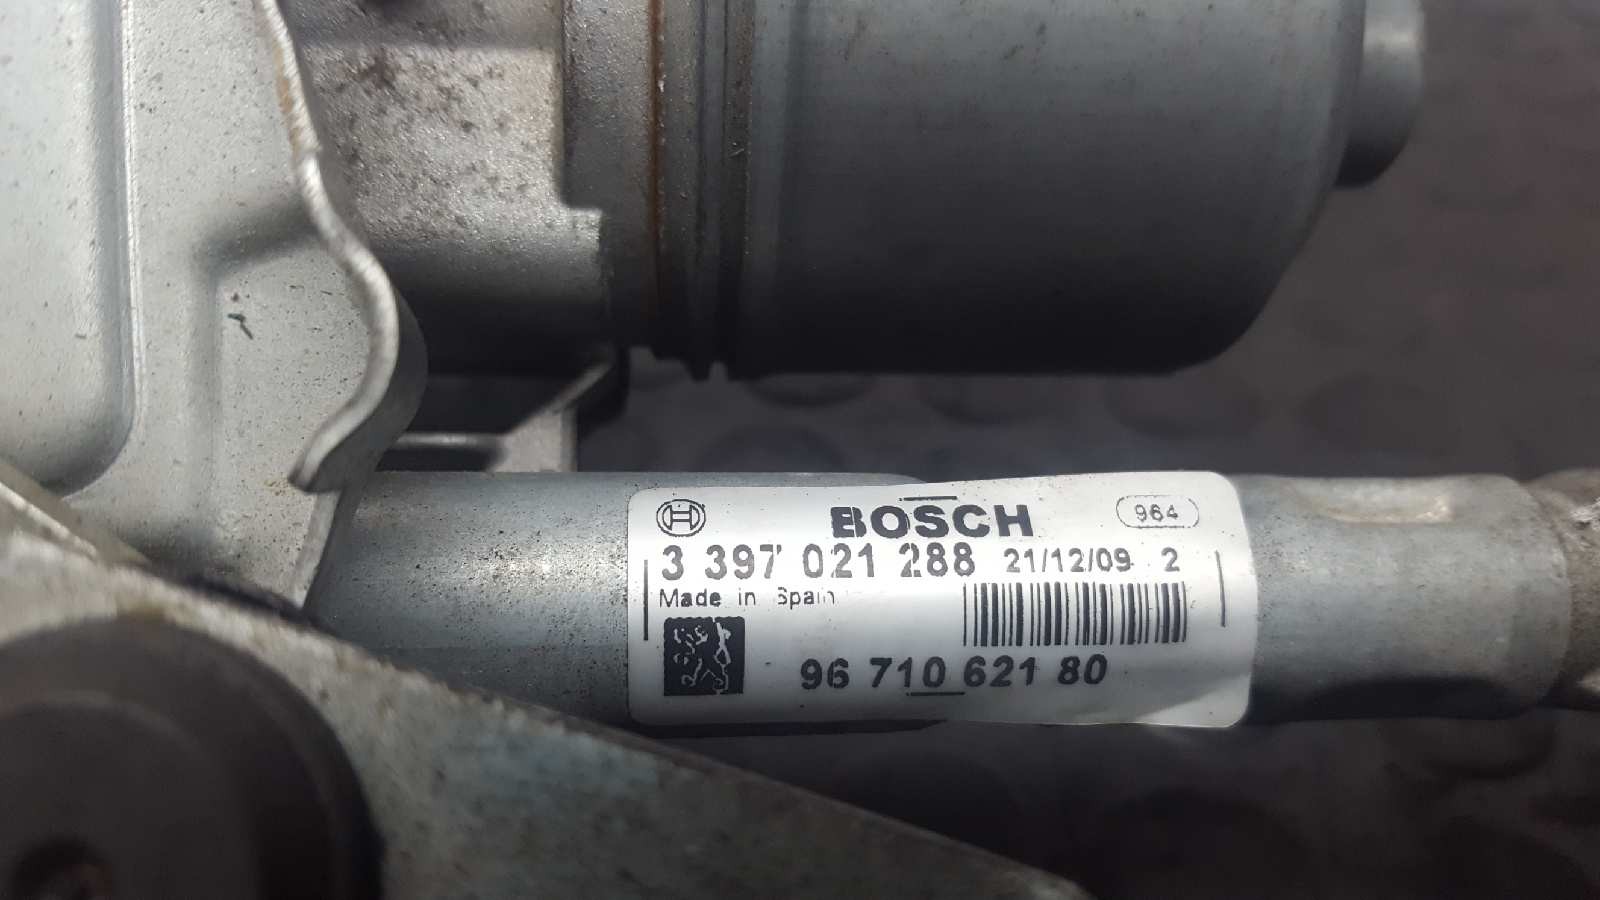 BOSCH 964
3 397 021 288 21/12/09 2
Made in Spain
96 710 621 80